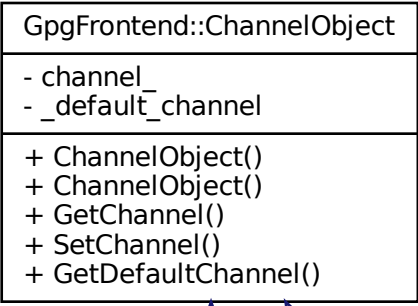 GpgFrontend::ChannelObject
- channel_
- _default_channel
+ ChannelObject()
+ ChannelObject()
+ GetChannel()
+ SetChannel()
+ GetDefaultChannel()